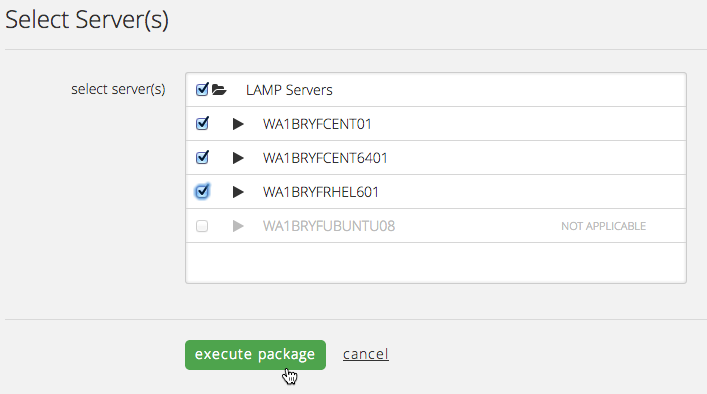 Select Server(s)
select server(s)
LAMP Servers
WA1BRYFCENT01
WA1BRYFCENT6401
WA1BRYFRHEL601
WA1BRYFUBUNTU08 NOT APPLICABLE
execute package cancel